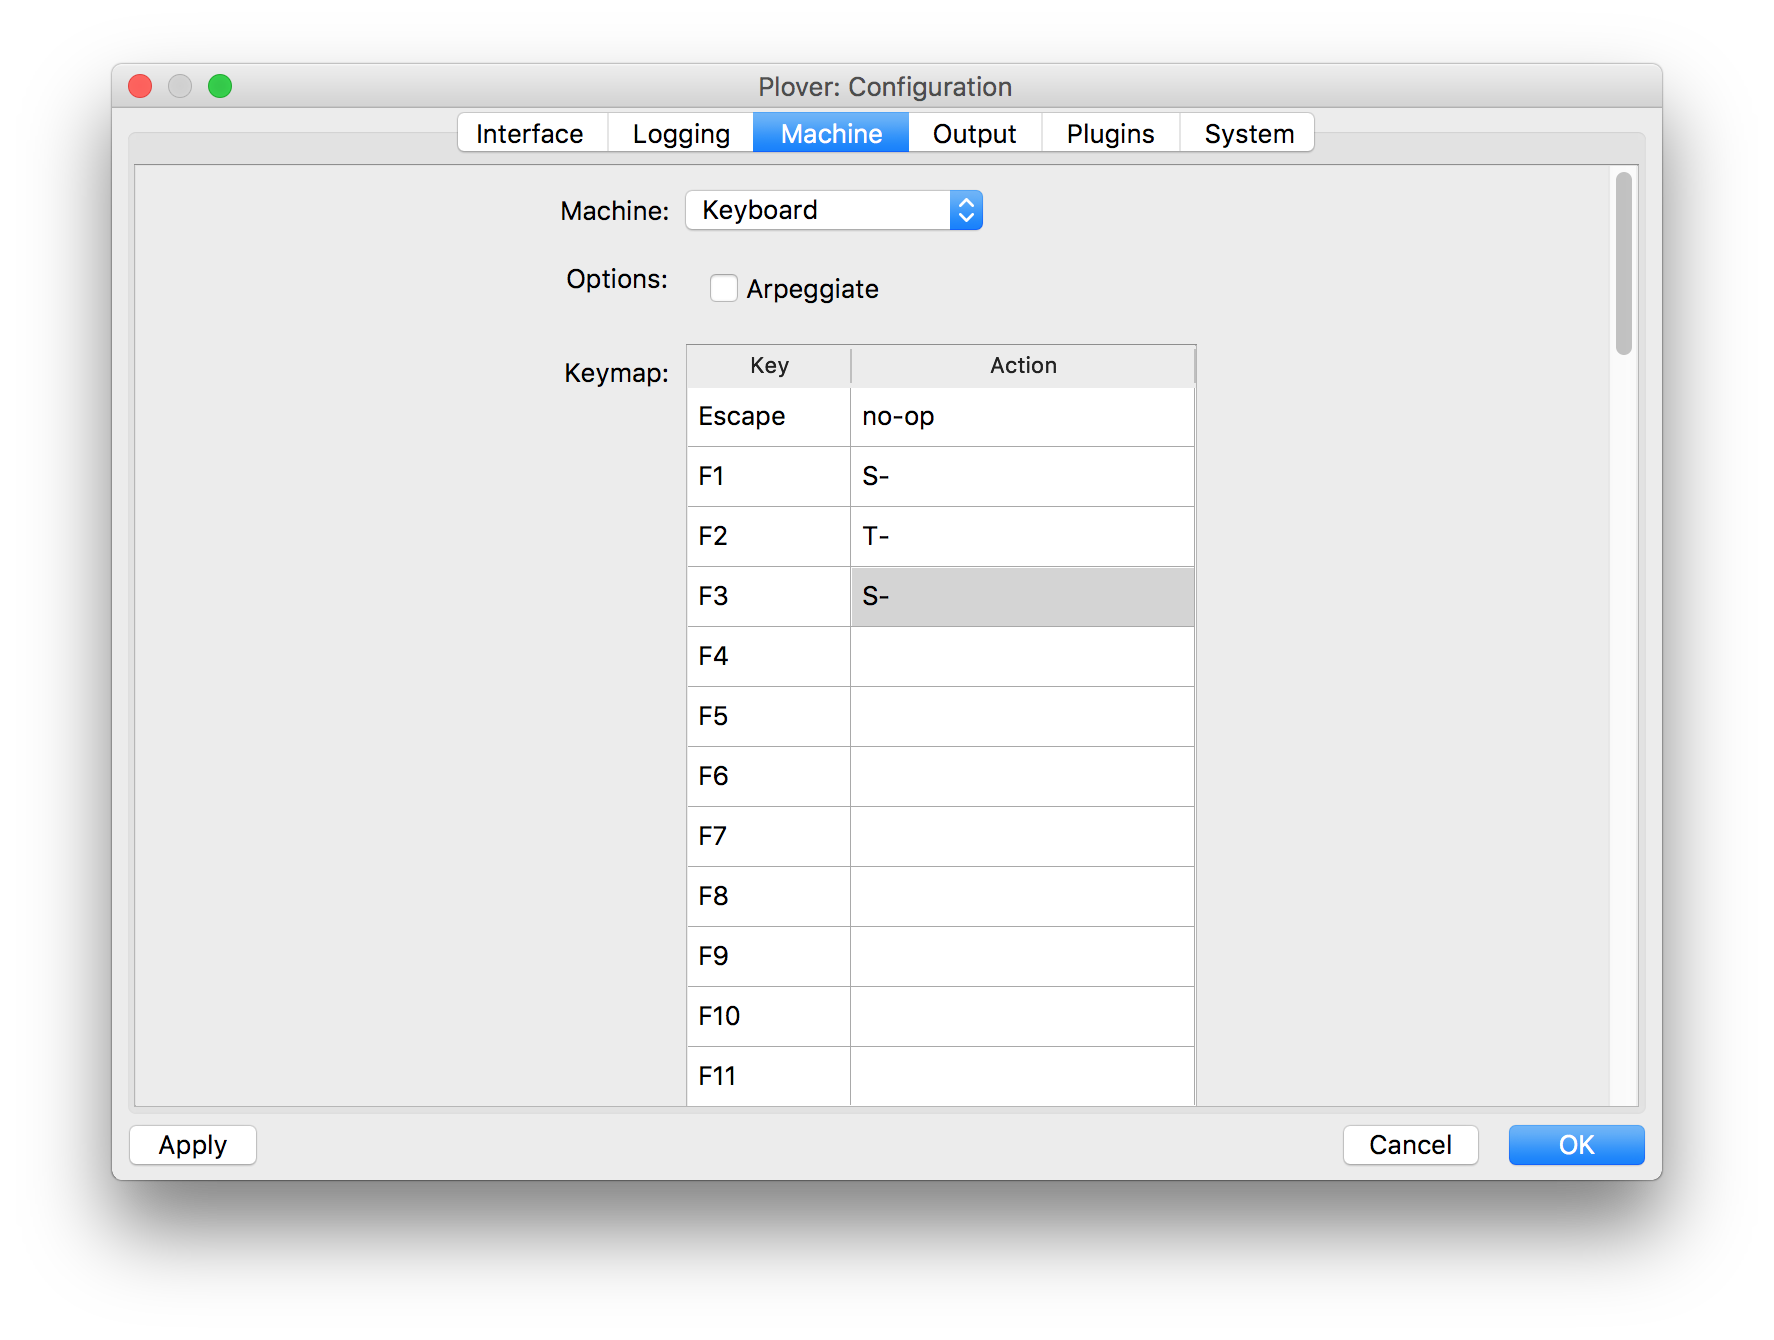 Plover: Configuration
Interface Logging Machine Output Plugins System
Machine: Keyboard
Options: Arpeggiate
Keymap: Key Action
Escape no-op
F1 S-
F2 T-
F3 S-
F4
F5
F6
F7
F8
F9
F10
F11
Apply Cancel OK